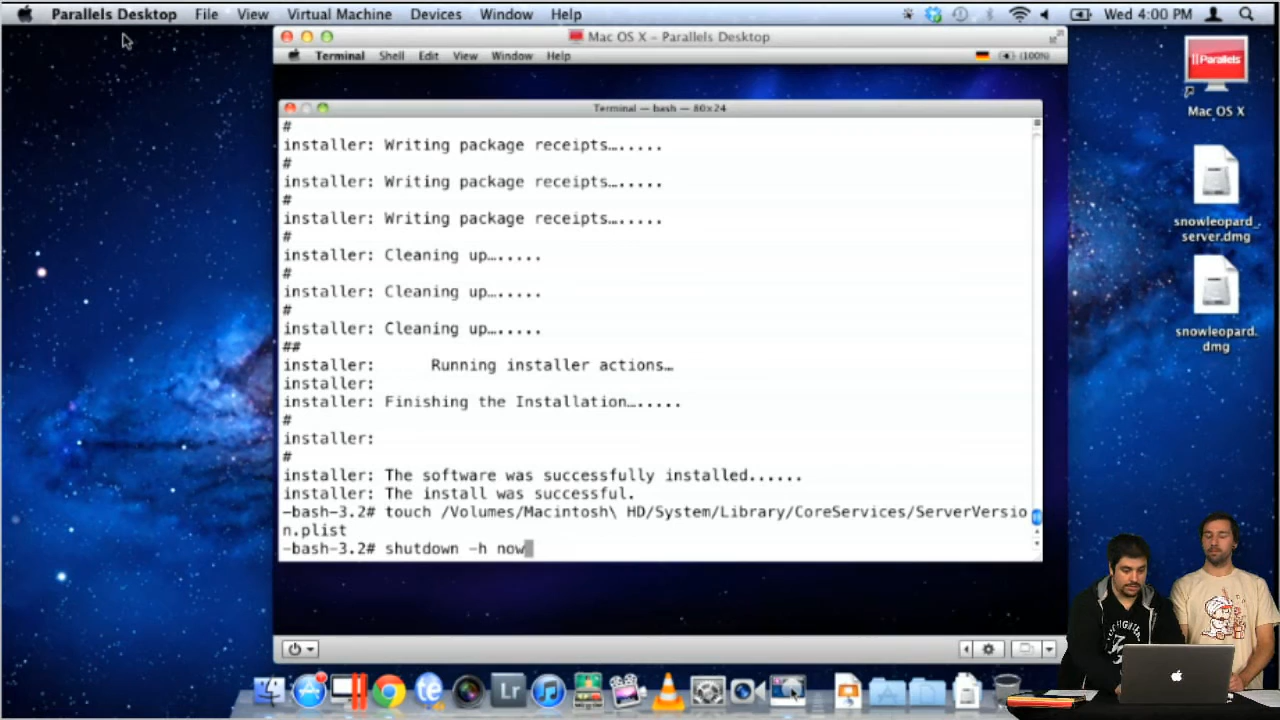 Parallels Desktop File View Virtual Machine Devices Window Help Wed 4:00 PM
Mac OS X - Parallels Desktop
Terminal Shell Edit View Window Help (100%)
Terminal — bash — 80×24
#
installer: Writing package receipts….....
#
installer: Writing package receipts….....
#
installer: Writing package receipts….....
#
installer: Cleaning up….....
#
installer: Cleaning up….....
#
installer: Cleaning up….....
##
installer: Running installer actions…
installer:
installer: Finishing the Installation….....
#
installer:
#
installer: The software was successfully installed......
installer: The install was successful.
-bash-3.2# touch /Volumes/Macintosh\ HD/System/Library/CoreServices/ServerVersio
n.plist
-bash-3.2# shutdown -h now
Parallels
Mac OS X
snowleopard_
server.dmg
snowleopard.
dmg
te
Lr